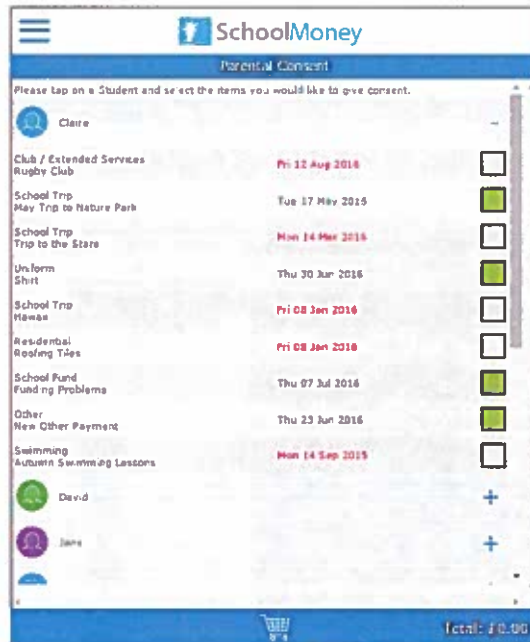 SchoolMoney
Parental Consent
Please tap on a Student and select the items you would like to give consent.
Claire -
Club / Extended Services
Rugby Club Fri 12 Aug 2016
School Trip
May Trip to Nature Park Tue 17 May 2016
School Trip
Trip to the Stars Mon 14 Mar 2016
Uniform
Shirt Thu 30 Jun 2016
School Trip
Hawaii Fri 08 Jan 2016
Residential
Roofing Tiles Fri 08 Jan 2016
School Fund
Funding Problems Thu 07 Jul 2016
Other
New Other Payment Thu 23 Jun 2016
Swimming
Autumn Swimming Lessons Mon 14 Sep 2015
David +
Jane +
Total: £0.00